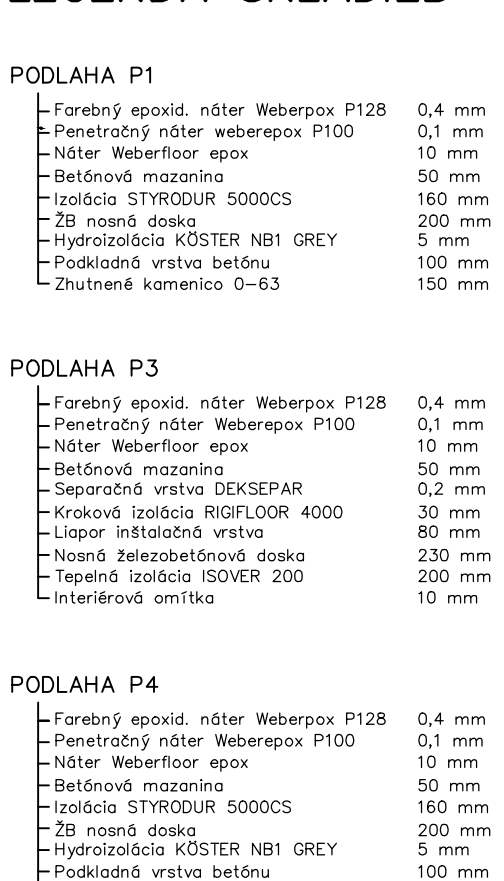 PODLAHA P1
Farebný epoxid. náter Weberpox P128 0,4 mm
Penetračný náter weberepox P100 0,1 mm
Náter Weberfloor epox 10 mm
Betónová mazanina 50 mm
Izolácia STYRODUR 5000CS 160 mm
ŽB nosná doska 200 mm
Hydroizolácia KÖSTER NB1 GREY 5 mm
Podkladná vrstva betónu 100 mm
Zhutnené kamenico 0-63 150 mm
PODLAHA P3
Farebný epoxid. náter Weberpox P128 0,4 mm
Penetračný náter Weberepox P100 0,1 mm
Náter Weberfloor epox 10 mm
Betónová mazanina 50 mm
Separačná vrstva DEKSEPAR 0,2 mm
Kroková izolácia RIGIFLOOR 4000 30 mm
Liapor inštalačná vrstva 80 mm
Nosná železobetónová doska 230 mm
Tepelná izolácia ISOVER 200 200 mm
Interiérová omítka 10 mm
PODLAHA P4
Farebný epoxid. náter Weberpox P128 0,4 mm
Penetračný náter Weberepox P100 0,1 mm
Náter Weberfloor epox 10 mm
Betónová mazanina 50 mm
Izolácia STYRODUR 5000CS 160 mm
ŽB nosná doska 200 mm
Hydroizolácia KÖSTER NB1 GREY 5 mm
Podkladná vrstva betónu 100 mm